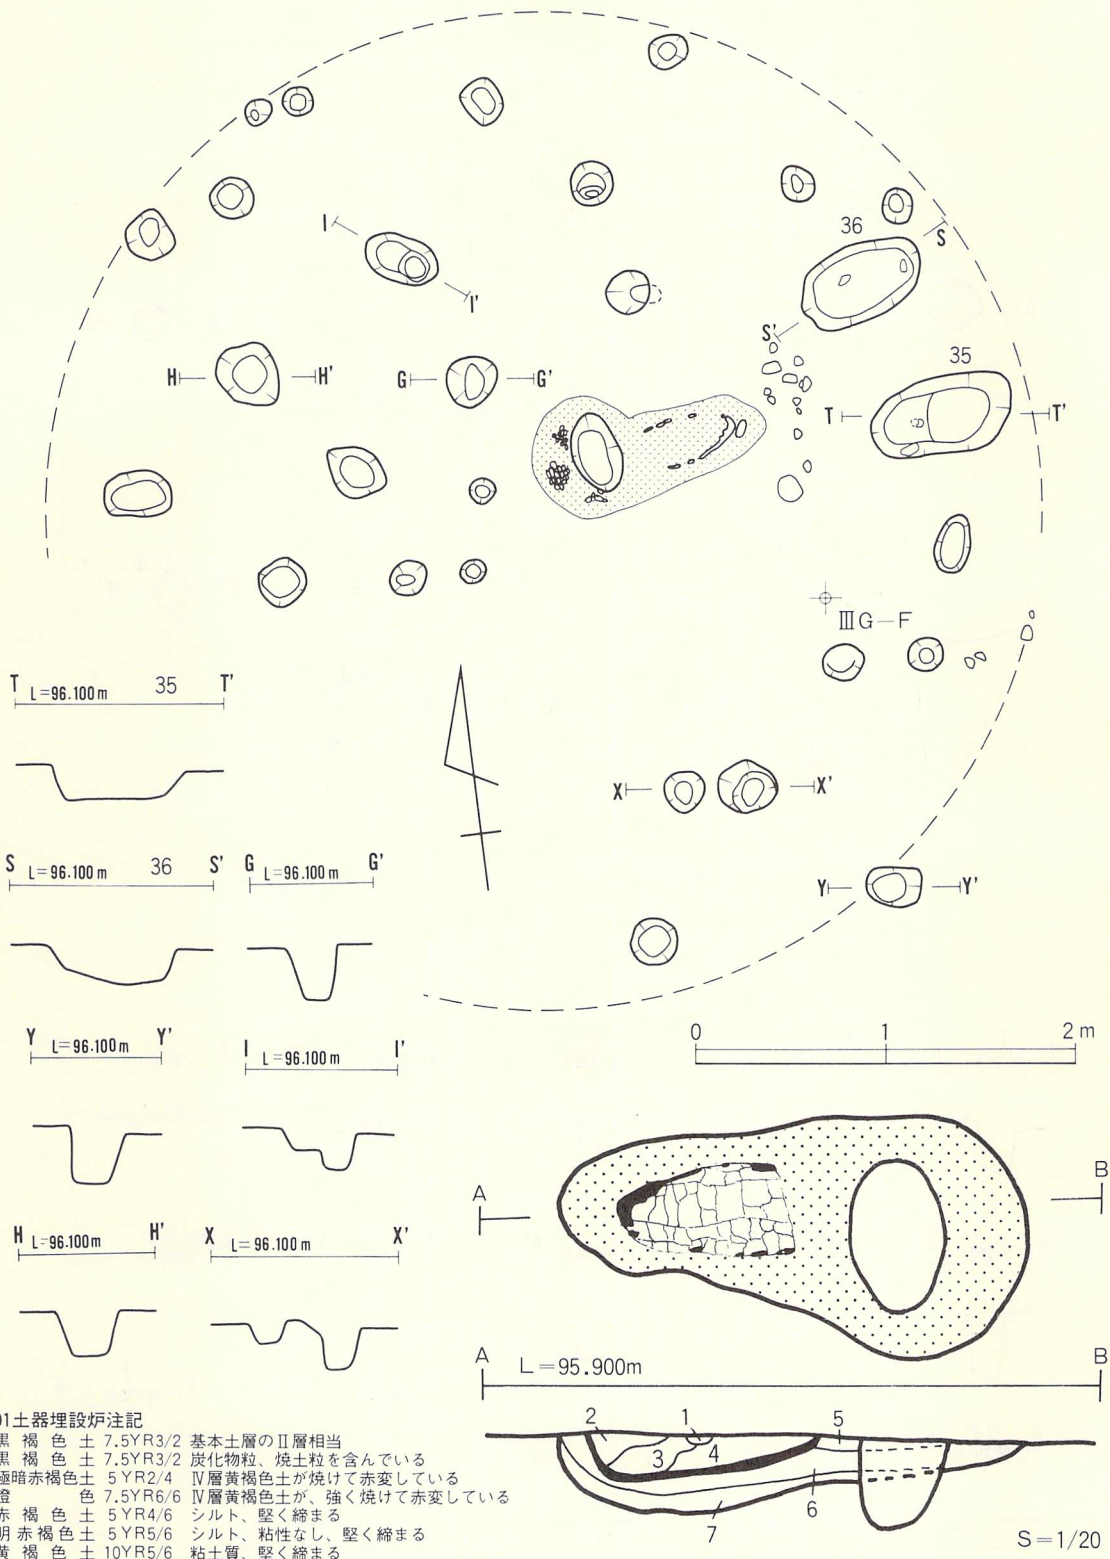 36
S
I
I'
S'
35
H H' G G' T T'
ⅢG-F
T L=96.100m 35 T'
X X'
S L=96.100m 36 S' G L=96.100m G'
Y Y'
Y L=96.100m Y' I L=96.100m I'
0 1 2m
A B
H L=96.100m H' X L=96.100m X'
A L=95.900m B
2 1 5
3 4
6
7
01土器埋設炉注記
黒褐色土 7.5YR3/2 基本土層のⅡ層相当
黒褐色土 7.5YR3/2 炭化物粒、焼土粒を含んでいる
極暗赤褐色土 5YR2/4 Ⅳ層黄褐色土が焼けて赤変している
橙色 7.5YR6/6 Ⅳ層黄褐色土が、強く焼けて赤変している
赤褐色土 5YR4/6 シルト、堅く締まる
明赤褐色土 5YR5/6 シルト、粘性なし、堅く締まる
黄褐色土 10YR5/6 粘土質、堅く締まる
S=1/20